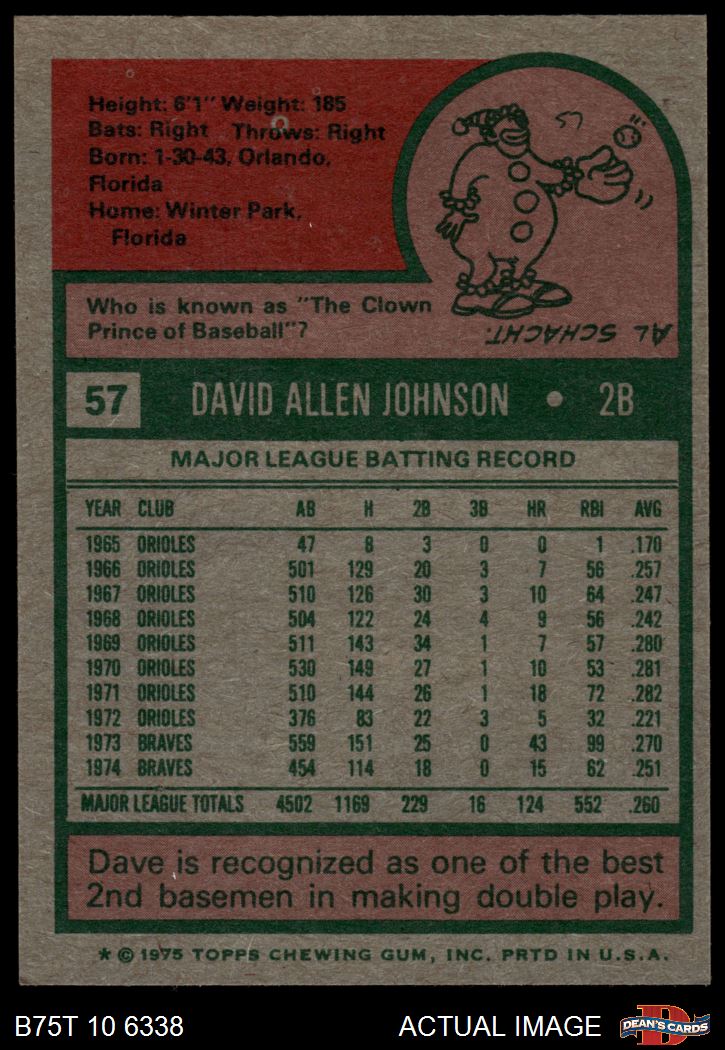 Height: 6'1" Weight: 185
Bats: Right Throws: Right
Born: 1-30-43, Orlando,
Florida
Home: Winter Park,
Florida
57
Who is known as "The Clown
Prince of Baseball"?
AL SCHACHT.
57 DAVID ALLEN JOHNSON • 2B
MAJOR LEAGUE BATTING RECORD
YEAR CLUB AB H 2B 3B HR RBI AVG
1965 ORIOLES 47 8 3 0 0 1 .170
1966 ORIOLES 501 129 20 3 7 56 .257
1967 ORIOLES 510 126 30 3 10 64 .247
1968 ORIOLES 504 122 24 4 9 56 .242
1969 ORIOLES 511 143 34 1 7 57 .280
1970 ORIOLES 530 149 27 1 10 53 .281
1971 ORIOLES 510 144 26 1 18 72 .282
1972 ORIOLES 376 83 22 3 5 32 .221
1973 BRAVES 559 151 25 0 43 99 .270
1974 BRAVES 454 114 18 0 15 62 .251
MAJOR LEAGUE TOTALS 4502 1169 229 16 124 552 .260
Dave is recognized as one of the best
2nd basemen in making double play.
* © 1975 TOPPS CHEWING GUM, INC. PRTD IN U.S.A.
B75T 10 6338 ACTUAL IMAGE D DEAN'S CARDS